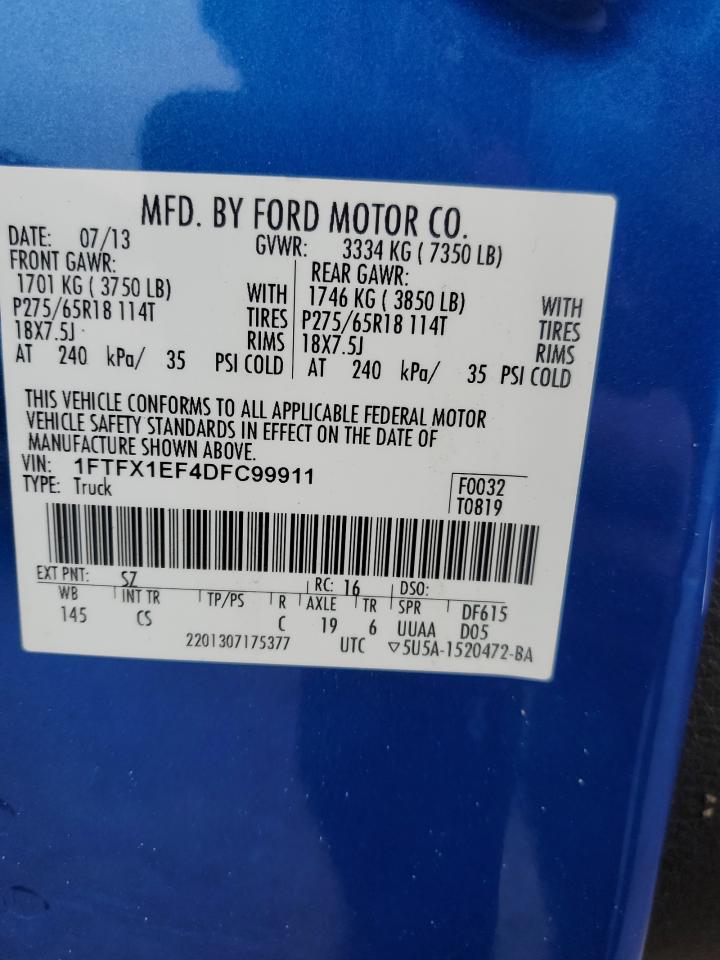 MFD. BY FORD MOTOR CO.
DATE: 07/13 GVWR: 3334 KG ( 7350 LB)
FRONT GAWR: REAR GAWR:
1701 KG ( 3750 LB) WITH 1746 KG ( 3850 LB) WITH
P275/65R18 114T TIRES P275/65R18 114T TIRES
18X7.5J RIMS 18X7.5J RIMS
AT 240 kPa/ 35 PSI COLD AT 240 kPa/ 35 PSI COLD
THIS VEHICLE CONFORMS TO ALL APPLICABLE FEDERAL MOTOR
VEHICLE SAFETY STANDARDS IN EFFECT ON THE DATE OF
MANUFACTURE SHOWN ABOVE.
VIN: 1FTFX1EF4DFC99911 F0032
TYPE: Truck T0819
EXT PNT: SZ RC: 16 DSO:
WB INT TR TP/PS R AXLE TR SPR DF615
145 CS C 19 6 UUAA D05
2201307175377 UTC ▽5U5A-1520472-BA